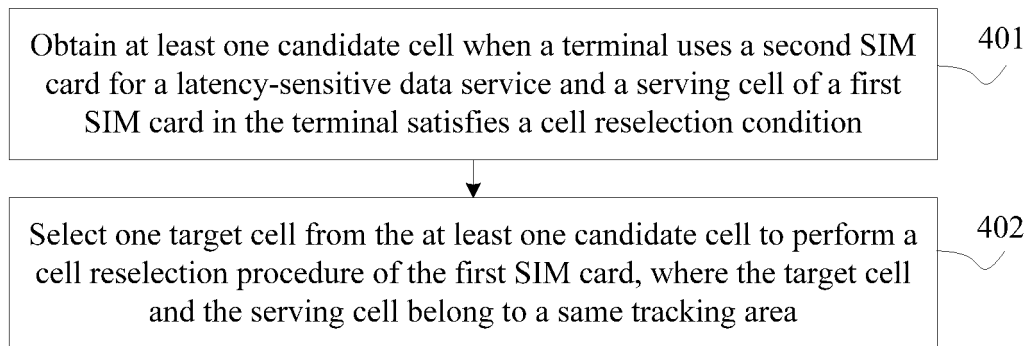 Obtain at least one candidate cell when a terminal uses a second SIM
card for a latency-sensitive data service and a serving cell of a first
SIM card in the terminal satisfies a cell reselection condition
401
Select one target cell from the at least one candidate cell to perform a
cell reselection procedure of the first SIM card, where the target cell
and the serving cell belong to a same tracking area
402